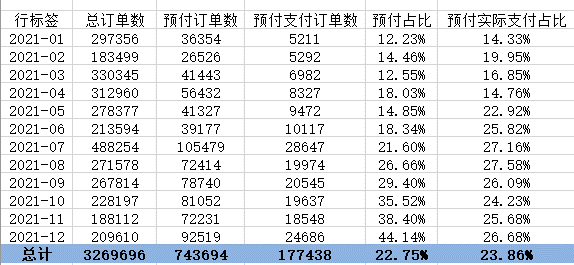 行标签 总订单数 预付订单数 预付支付订单数 预付占比 预付实际支付占比
2021-01 297356 36354 5211 12.23% 14.33%
2021-02 183499 26526 5292 14.46% 19.95%
2021-03 330345 41443 6982 12.55% 16.85%
2021-04 312960 56432 8327 18.03% 14.76%
2021-05 278377 41327 9472 14.85% 22.92%
2021-06 213594 39177 10117 18.34% 25.82%
2021-07 488254 105479 28647 21.60% 27.16%
2021-08 271578 72414 19974 26.66% 27.58%
2021-09 267814 78740 20545 29.40% 26.09%
2021-10 228197 81052 19637 35.52% 24.23%
2021-11 188112 72231 18548 38.40% 25.68%
2021-12 209610 92519 24686 44.14% 26.68%
总计 3269696 743694 177438 22.75% 23.86%